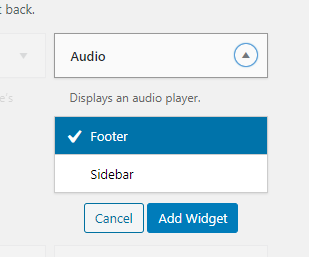 t back.
Audio
e's
Displays an audio player.
Footer
Sidebar
Cancel
Add Widget